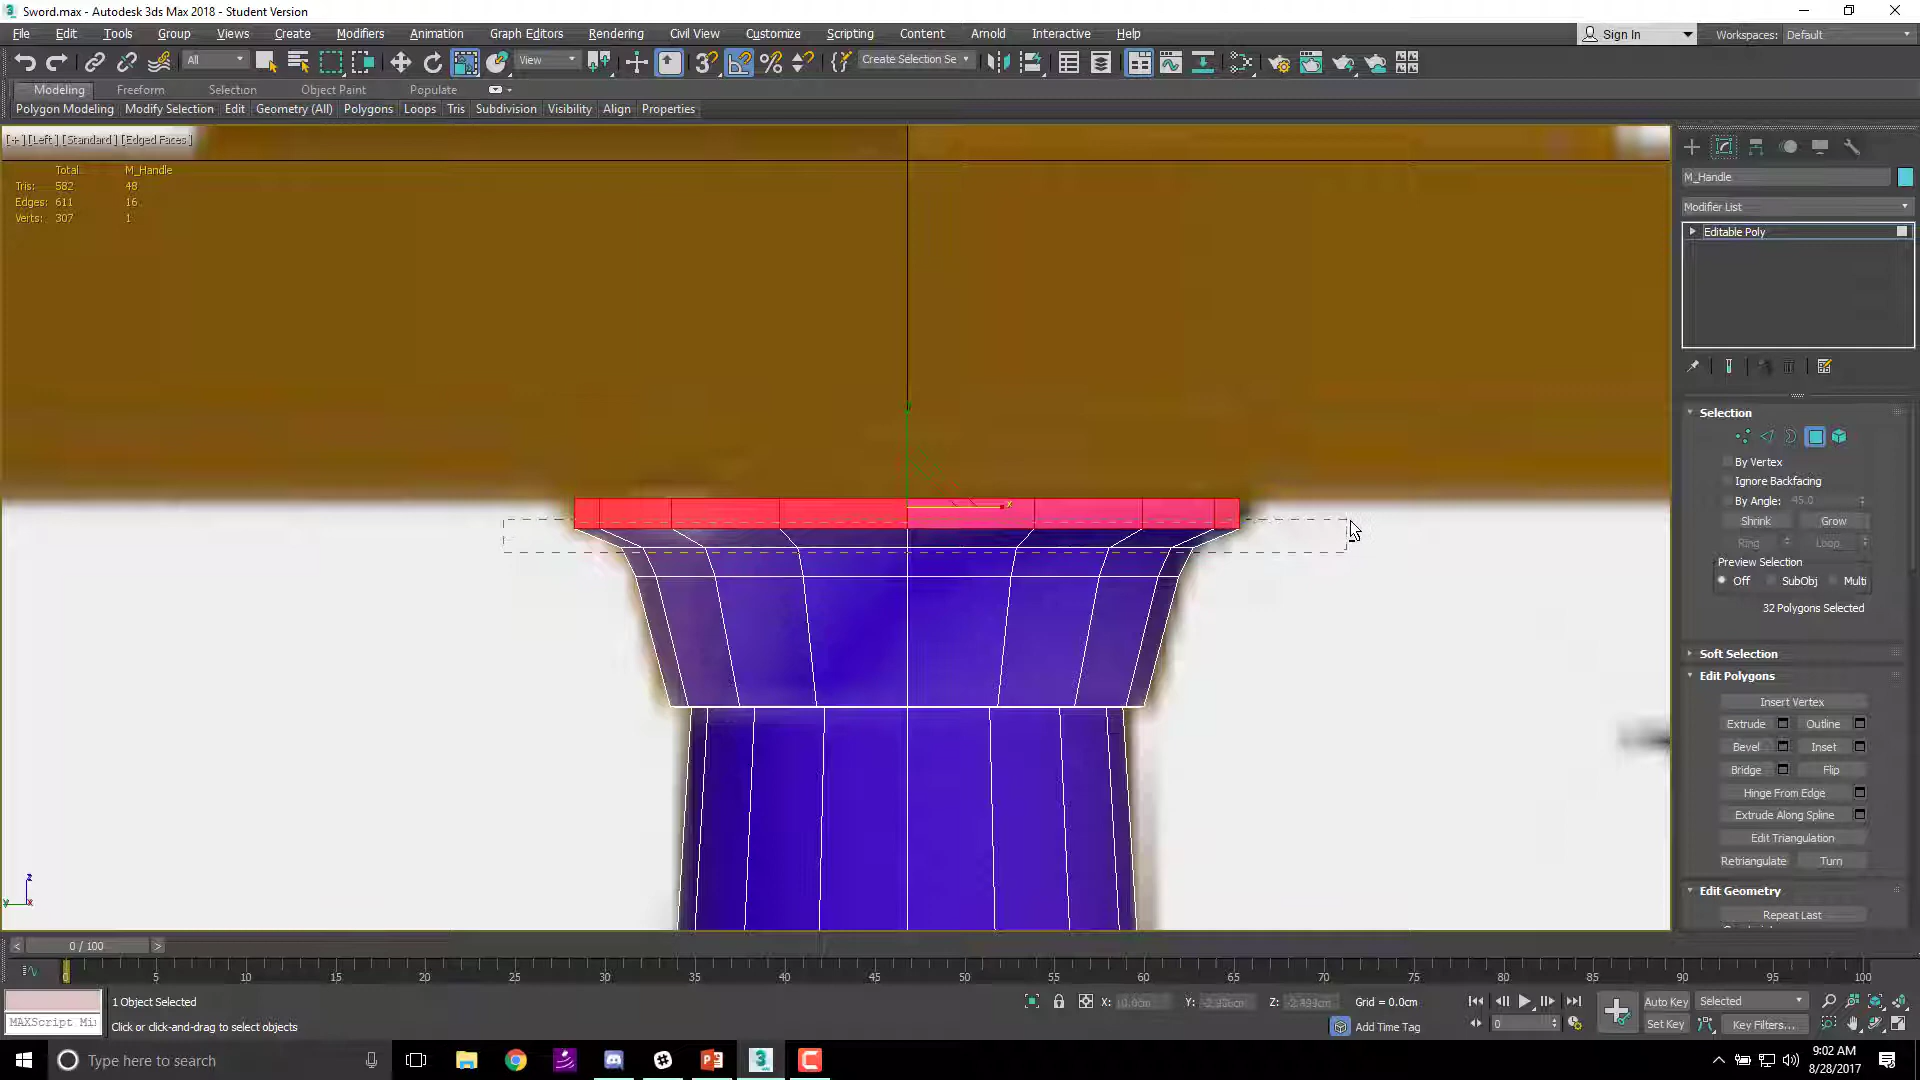 Sword.max - Autodesk 3ds Max 2018 - Student Version
File Edit Tools Group Views Create Modifiers Animation Graph Editors Rendering Civil View Customize Scripting Content Arnold Interactive Help
Sign In
Workspaces: Default
All
View
Create Selection Se
Modeling Freeform Selection Object Paint Populate
Polygon Modeling Modify Selection Edit Geometry (All) Polygons Loops Tris Subdivision Visibility Align Properties
[+] [Left] [Standard] [Edged Faces]
Total M_Handle
Tris: 582 48
Edges: 611 16
Verts: 307 1
M_Handle
Modifier List
Editable Poly
Selection
By Vertex
Ignore Backfacing
By Angle: 45.0
Shrink Grow
Ring Loop
Preview Selection
Off SubObj Multi
32 Polygons Selected
Soft Selection
Edit Polygons
Insert Vertex
Extrude Outline
Bevel Inset
Bridge Flip
Hinge From Edge
Extrude Along Spline
Edit Triangulation
Retriangulate Turn
Edit Geometry
Repeat Last
z
y x
< 0 / 100 >
0 5 10 15 20 25 30 35 40 45 50 55 60 65 70 75 80 85 90 95 100
1 Object Selected
X: 0.0cm Y: Z: Grid = 0.0cm
Auto Key Selected
MAXScript Mi
Click or click-and-drag to select objects
Add Time Tag
0
Set Key Key Filters...
Type here to search
9:02 AM
8/28/2017